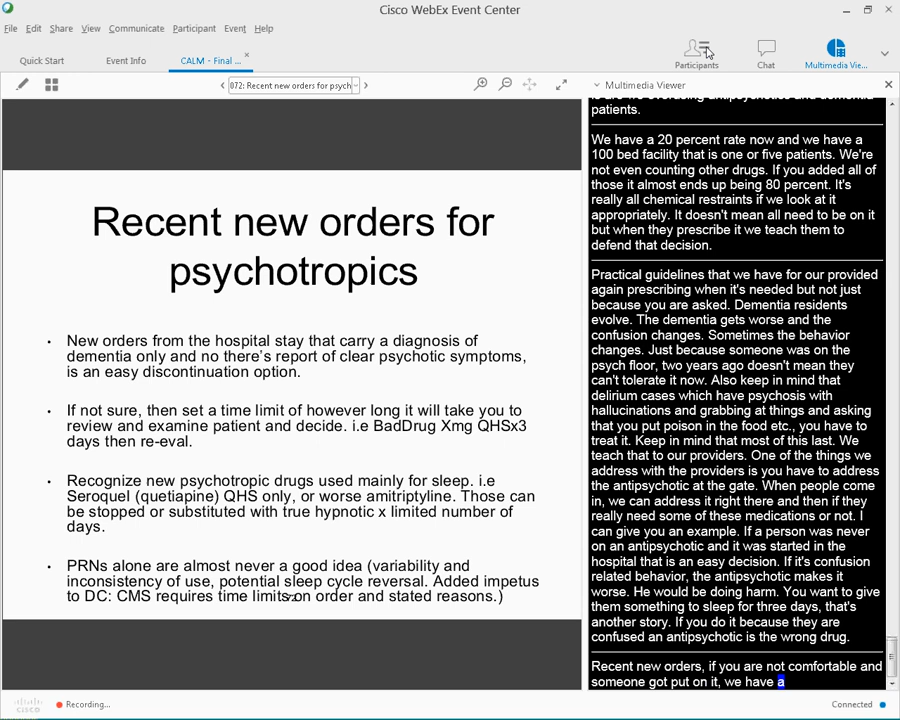 Cisco WebEx Event Center
File Edit Share View Communicate Participant Event Help
Quick Start Event Info CALM - Final ...
Participants Chat Multimedia Vie...
072: Recent new orders for psych
Multimedia Viewer
Recent new orders for
psychotropics
• New orders from the hospital stay that carry a diagnosis of
dementia only and no there's report of clear psychotic symptoms,
is an easy discontinuation option.
• If not sure, then set a time limit of however long it will take you to
review and examine patient and decide. i.e BadDrug Xmg QHSx3
days then re-eval.
• Recognize new psychotropic drugs used mainly for sleep. i.e
Seroquel (quetiapine) QHS only, or worse amitriptyline. Those can
be stopped or substituted with true hypnotic x limited number of
days.
• PRNs alone are almost never a good idea (variability and
inconsistency of use, potential sleep cycle reversal. Added impetus
to DC: CMS requires time limits on order and stated reasons.)
patients.
We have a 20 percent rate now and we have a
100 bed facility that is one or five patients. We're
not even counting other drugs. If you added all of
those it almost ends up being 80 percent. It's
really all chemical restraints if we look at it
appropriately. It doesn't mean all need to be on it
but when they prescribe it we teach them to
defend that decision.
Practical guidelines that we have for our provided
again prescribing when it's needed but not just
because you are asked. Dementia residents
evolve. The dementia gets worse and the
confusion changes. Sometimes the behavior
changes. Just because someone was on the
psych floor, two years ago doesn't mean they
can't tolerate it now. Also keep in mind that
delirium cases which have psychosis with
hallucinations and grabbing at things and asking
that you put poison in the food etc., you have to
treat it. Keep in mind that most of this last. We
teach that to our providers. One of the things we
address with the providers is you have to address
the antipsychotic at the gate. When people come
in, we can address it right there and then if they
really need some of these medications or not. I
can give you an example. If a person was never
on an antipsychotic and it was started in the
hospital that is an easy decision. If it's confusion
related behavior, the antipsychotic makes it
worse. He would be doing harm. You want to give
them something to sleep for three days, that's
another story. If you do it because they are
confused an antipsychotic is the wrong drug.
Recent new orders, if you are not comfortable and
someone got put on it, we have a
cisco
Recording...
Connected